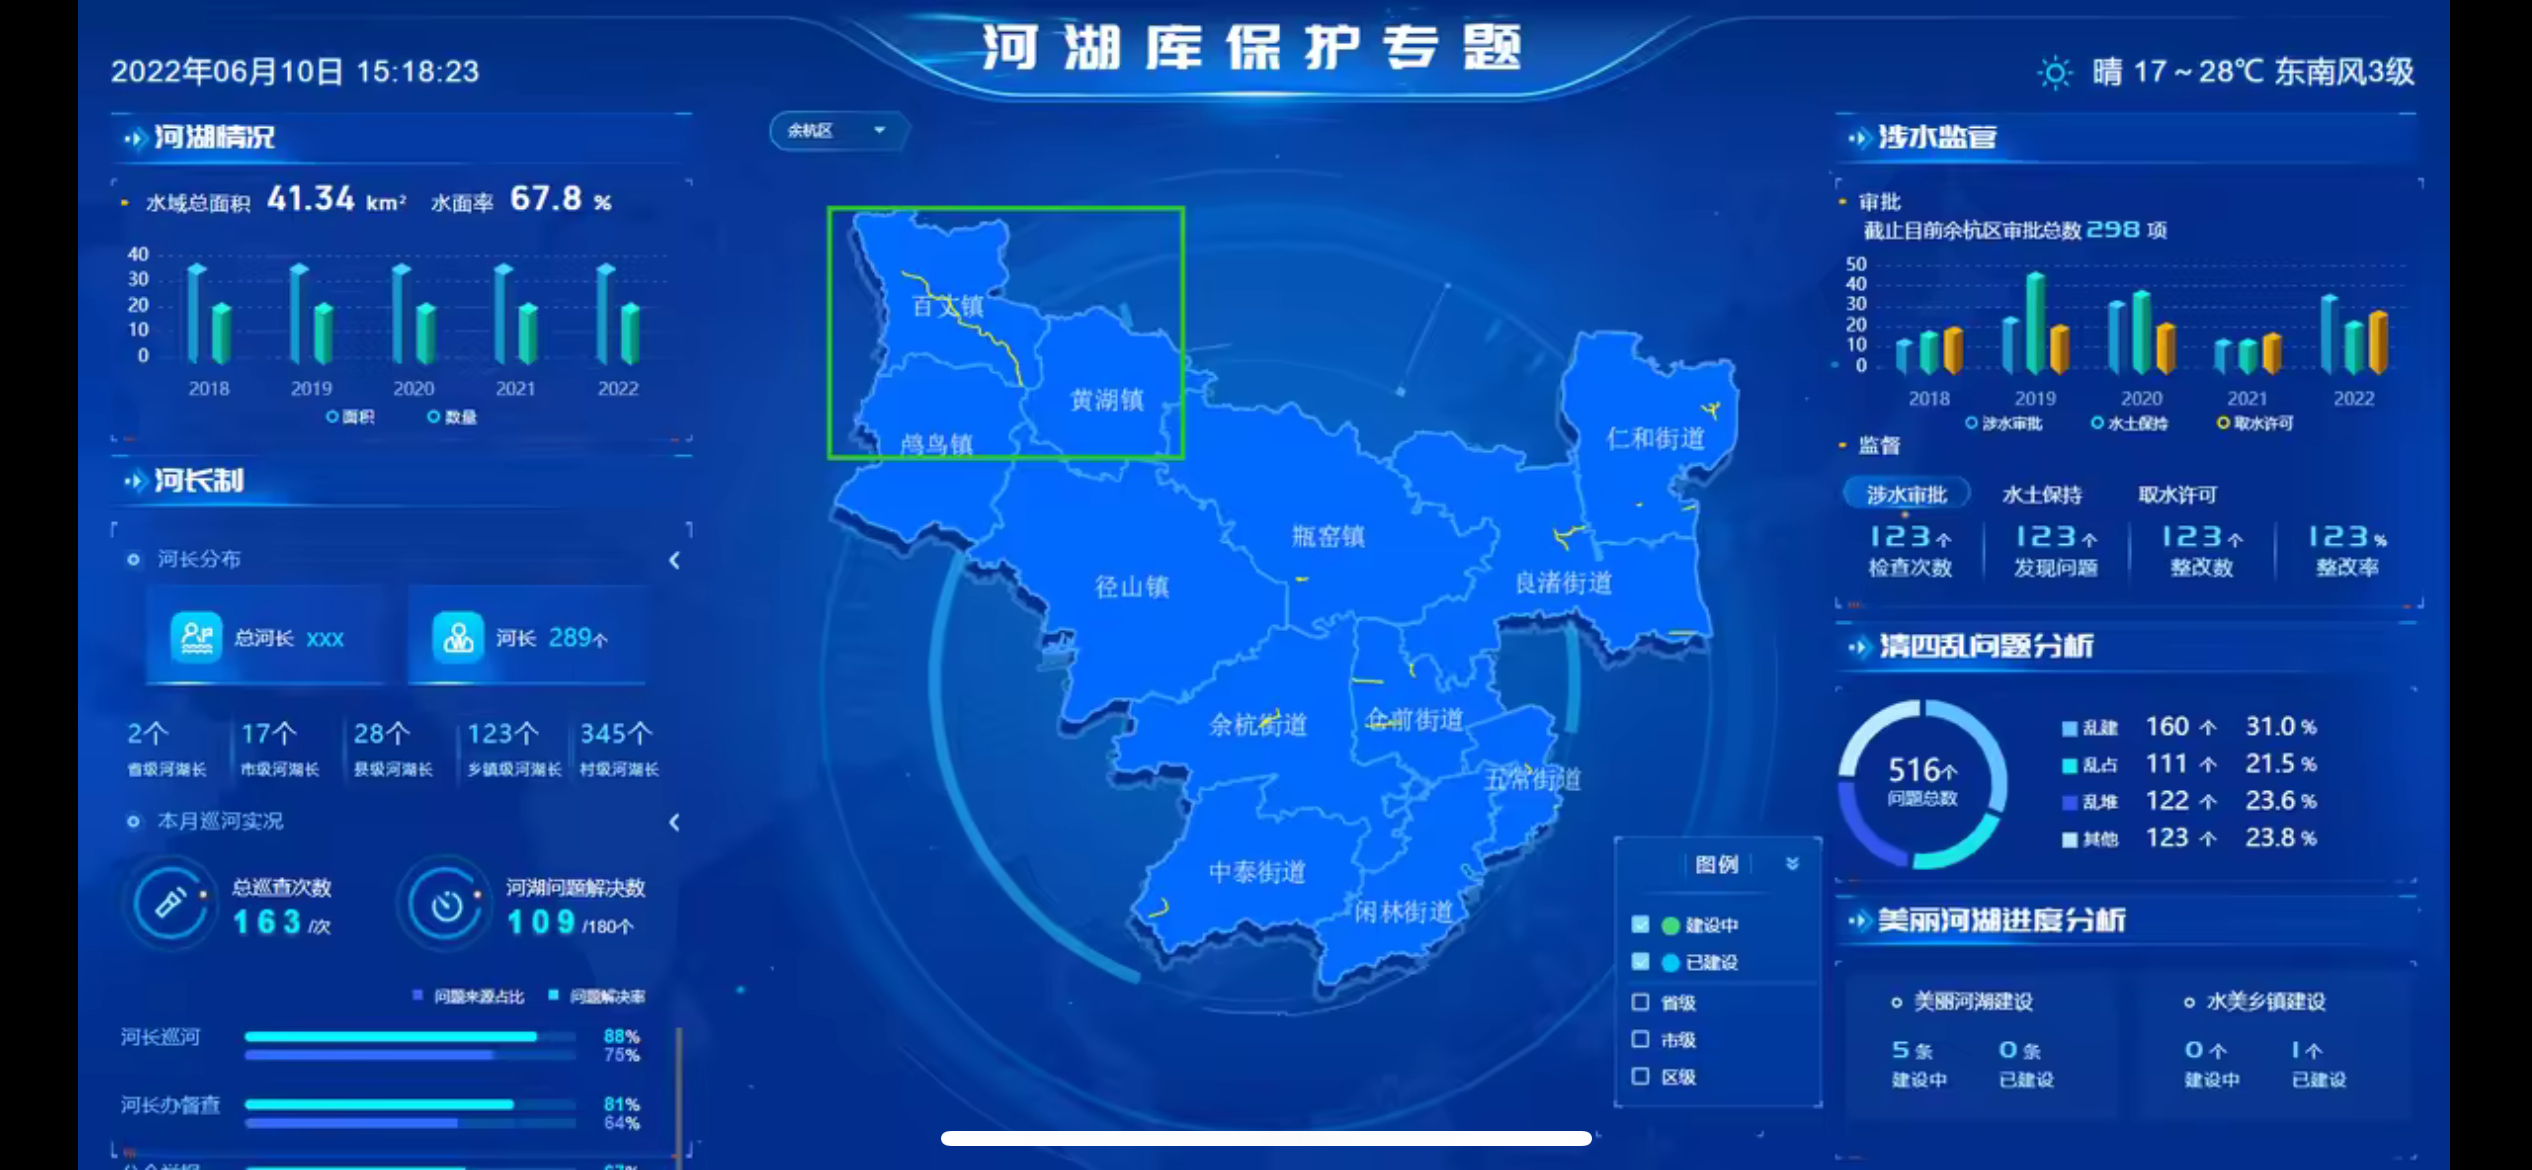 河湖库保护专题
2022年06月10日 15:18:23
晴 17～28℃ 东南风3级
余杭区
河湖情况
水域总面积 41.34 km² 水面率 67.8 %
40
30
20
10
0
2018 2019 2020 2021 2022
面积 数量
河长制
河长分布
总河长 xxx
河长 289个
2个 17个 28个 123个 345个
省级河湖长 市级河湖长 县级河湖长 乡镇级河湖长 村级河湖长
本月巡河实况
总巡查次数
163 /次
河湖问题解决数
109 /180个
问题来源占比 问题解决率
河长巡河 88%
75%
河长办督查 81%
64%
百丈镇
黄湖镇
鸬鸟镇
仁和街道
瓶窑镇
径山镇
良渚街道
余杭街道
仓前街道
五常街道
中泰街道
闲林街道
图例
建设中
已建设
省级
市级
区级
涉水监管
审批
截止目前余杭区审批总数 298 项
50
40
30
20
10
0
2018 2019 2020 2021 2022
涉水审批 水土保持 取水许可
监督
涉水审批 水土保持 取水许可
123个 123个 123个 123%
检查次数 发现问题 整改数 整改率
清四乱问题分析
516个
问题总数
乱建 160 个 31.0 %
乱占 111 个 21.5 %
乱堆 122 个 23.6 %
其他 123 个 23.8 %
美丽河湖进度分析
美丽河湖建设 水美乡镇建设
5 条 0 条 0 个 1 个
建设中 已建设 建设中 已建设